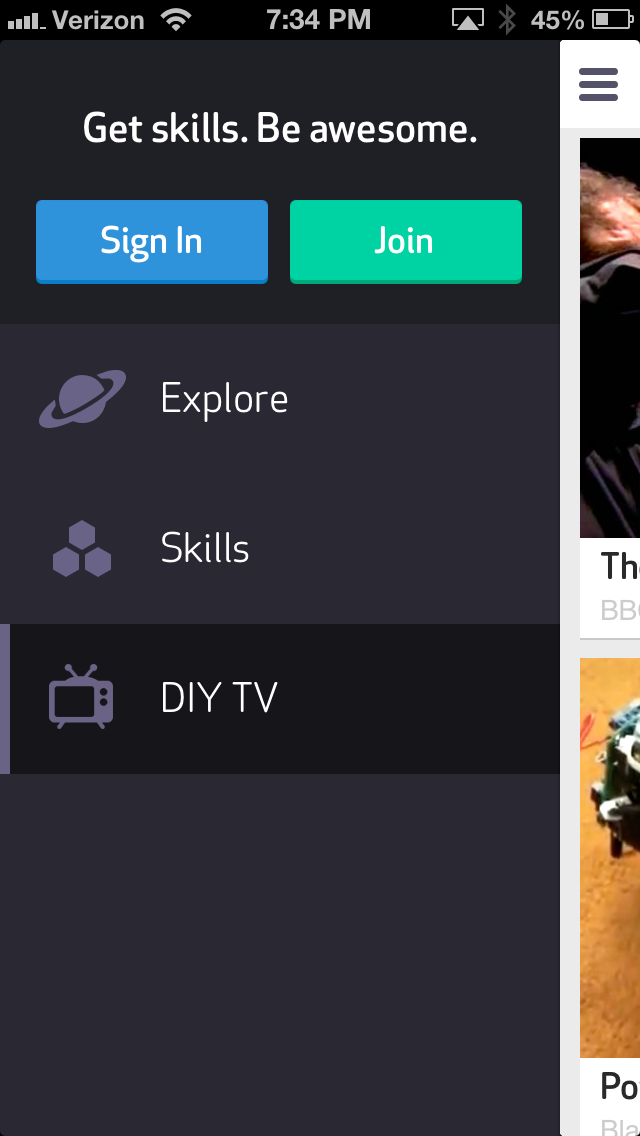 Verizon 7:34 PM 45%
Get skills. Be awesome.
Sign In Join
Explore
Skills
DIY TV